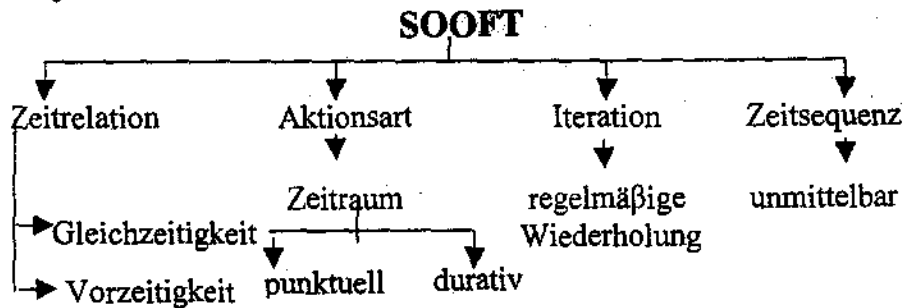 SOOFT
Zeitrelation Aktionsart Iteration Zeitsequenz
Zeitraum regelmäßige unmittelbar
Gleichzeitigkeit Wiederholung
Vorzeitigkeit punktuell durativ